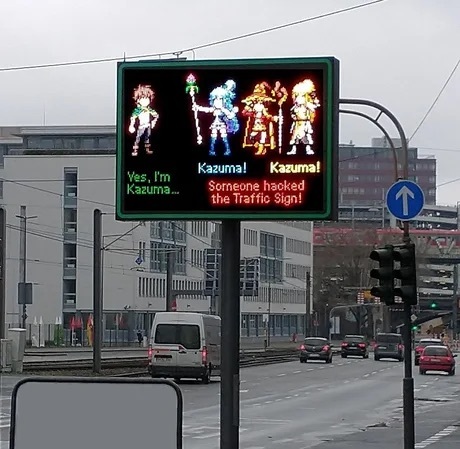 Kazuma! Kazuma!
Yes, I'm
Kazuma...
Someone hacked
the Traffic Sign!